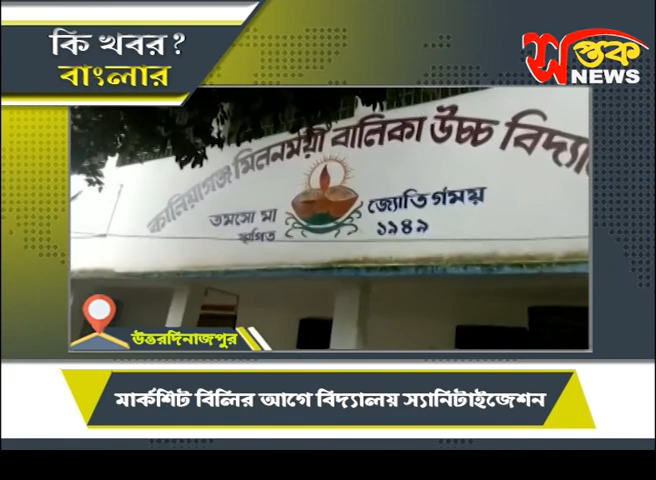 কি খবর?
বাংলার
সপ্তক
NEWS
কালিয়াগঞ্জ মিলনময়ী বালিকা উচ্চ
তমসো মা জ্যোতির্গময়
স্থাপিত ১৯৪৯
উত্তরদিনাজপুর
মার্কশিট বিলির আগে বিদ্যালয় স্যানিটাইজেশন